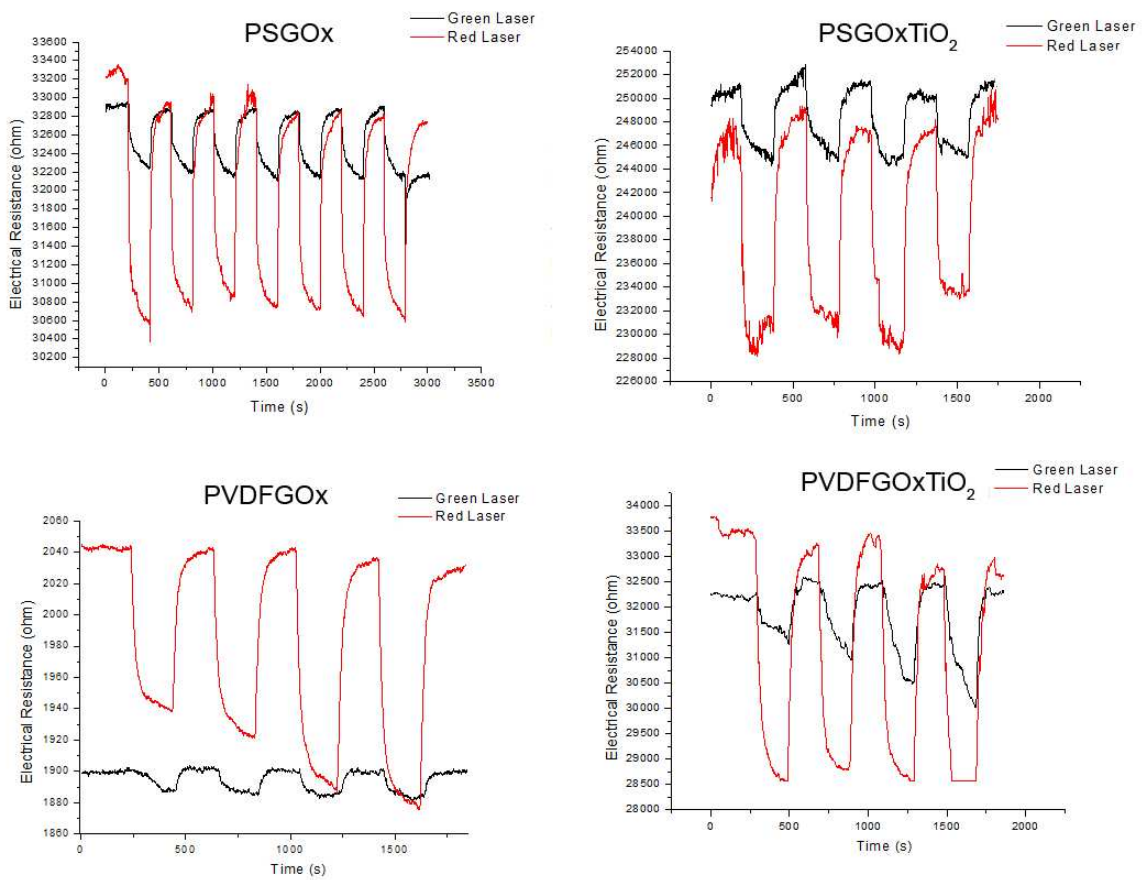 PSGOx
Green Laser
Red Laser
33600
33400
33200
33000
32800
32600
32400
32200
32000
31800
31600
31400
31200
31000
30800
30600
30400
30200
Electrical Resistance (ohm)
0 500 1000 1500 2000 2500 3000 3500
Time (s)
PSGOxTiO2
Green Laser
Red Laser
254000
252000
250000
248000
246000
244000
242000
240000
238000
236000
234000
232000
230000
228000
226000
Electrical Resistance (ohm)
0 500 1000 1500 2000
Time (s)
PVDFGOx
Green Laser
Red Laser
2060
2040
2020
2000
1980
1960
1940
1920
1900
1880
1860
Electrical Resistance (ohm)
0 500 1000 1500
Time (s)
PVDFGOxTiO2
Green Laser
Red Laser
34000
33500
33000
32500
32000
31500
31000
30500
30000
29500
29000
28500
28000
Electrical Resistance (ohm)
0 500 1000 1500 2000
Time (s)